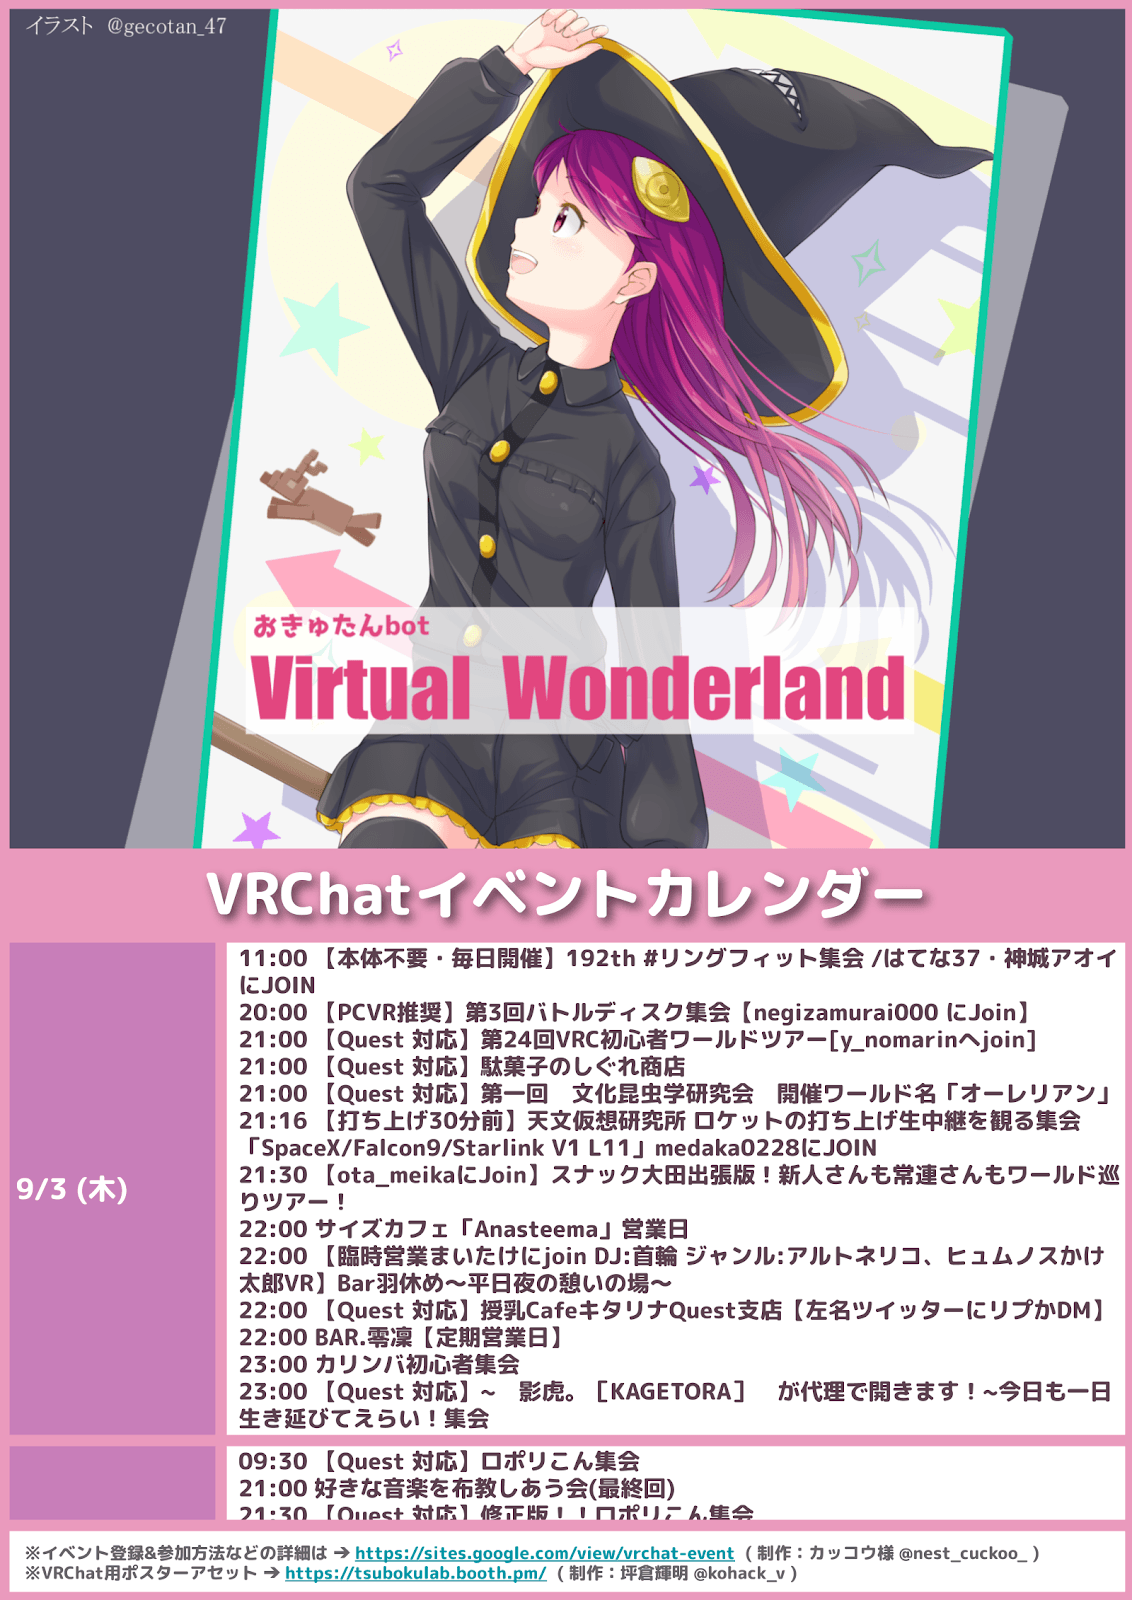 イラスト @gecotan_47
おきゅたんbot
Virtual Wonderland
VRChatイベントカレンダー
9/3 (木)
11:00 【本体不要・毎日開催】192th #リングフィット集会 /はてな37・神城アオイ
にJOIN
20:00 【PCVR推奨】第3回バトルディスク集会【negizamurai000 にJoin】
21:00 【Quest 対応】第24回VRC初心者ワールドツアー[y_nomarinへjoin]
21:00 【Quest 対応】駄菓子のしぐれ商店
21:00 【Quest 対応】第一回　文化昆虫学研究会　開催ワールド名「オーレリアン」
21:16 【打ち上げ30分前】天文仮想研究所 ロケットの打ち上げ生中継を観る集会
「SpaceX/Falcon9/Starlink V1 L11」medaka0228にJOIN
21:30 【ota_meikaにJoin】スナック大田出張版！新人さんも常連さんもワールド巡
りツアー！
22:00 サイズカフェ「Anasteema」営業日
22:00 【臨時営業まいたけにjoin DJ:首輪 ジャンル:アルトネリコ、ヒュムノスかけ
太郎VR】Bar羽休め〜平日夜の憩いの場〜
22:00 【Quest 対応】授乳CafeキタリナQuest支店【左名ツイッターにリプかDM】
22:00 BAR.零凜【定期営業日】
23:00 カリンバ初心者集会
23:00 【Quest 対応】~　影虎。［KAGETORA］　が代理で開きます！~今日も一日
生き延びてえらい！集会
09:30 【Quest 対応】ロポリこん集会
21:00 好きな音楽を布教しあう会(最終回)
21:30 【Quest 対応】修正版！！ロポリこん集会
※イベント登録&参加方法などの詳細は → https://sites.google.com/view/vrchat-event ( 制作：カッコウ様 @nest_cuckoo_ )
※VRChat用ポスターアセット → https://tsubokulab.booth.pm/ ( 制作：坪倉輝明 @kohack_v )